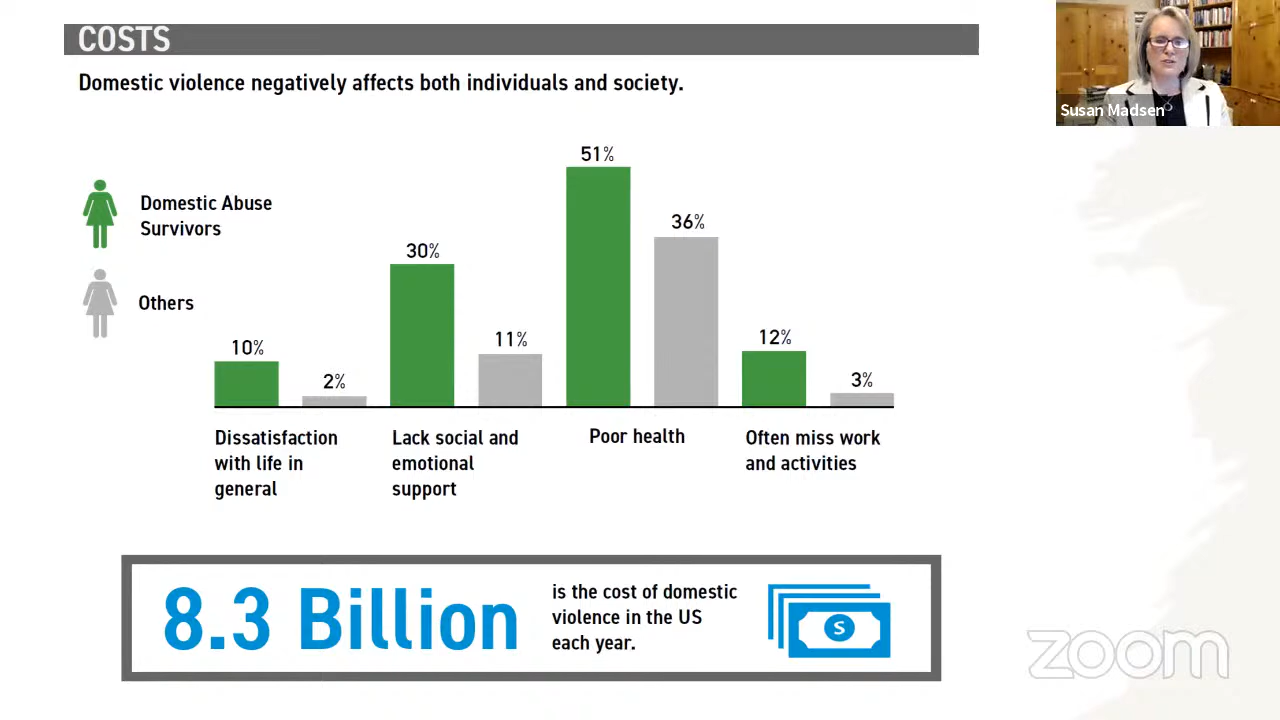 COSTS
Domestic violence negatively affects both individuals and society.
Susan Madsen
Domestic Abuse
Survivors
Others
10%
2%
30%
11%
51%
36%
12%
3%
Dissatisfaction
with life in
general
Lack social and
emotional
support
Poor health
Often miss work
and activities
8.3 Billion
is the cost of domestic
violence in the US
each year.
S
zoom